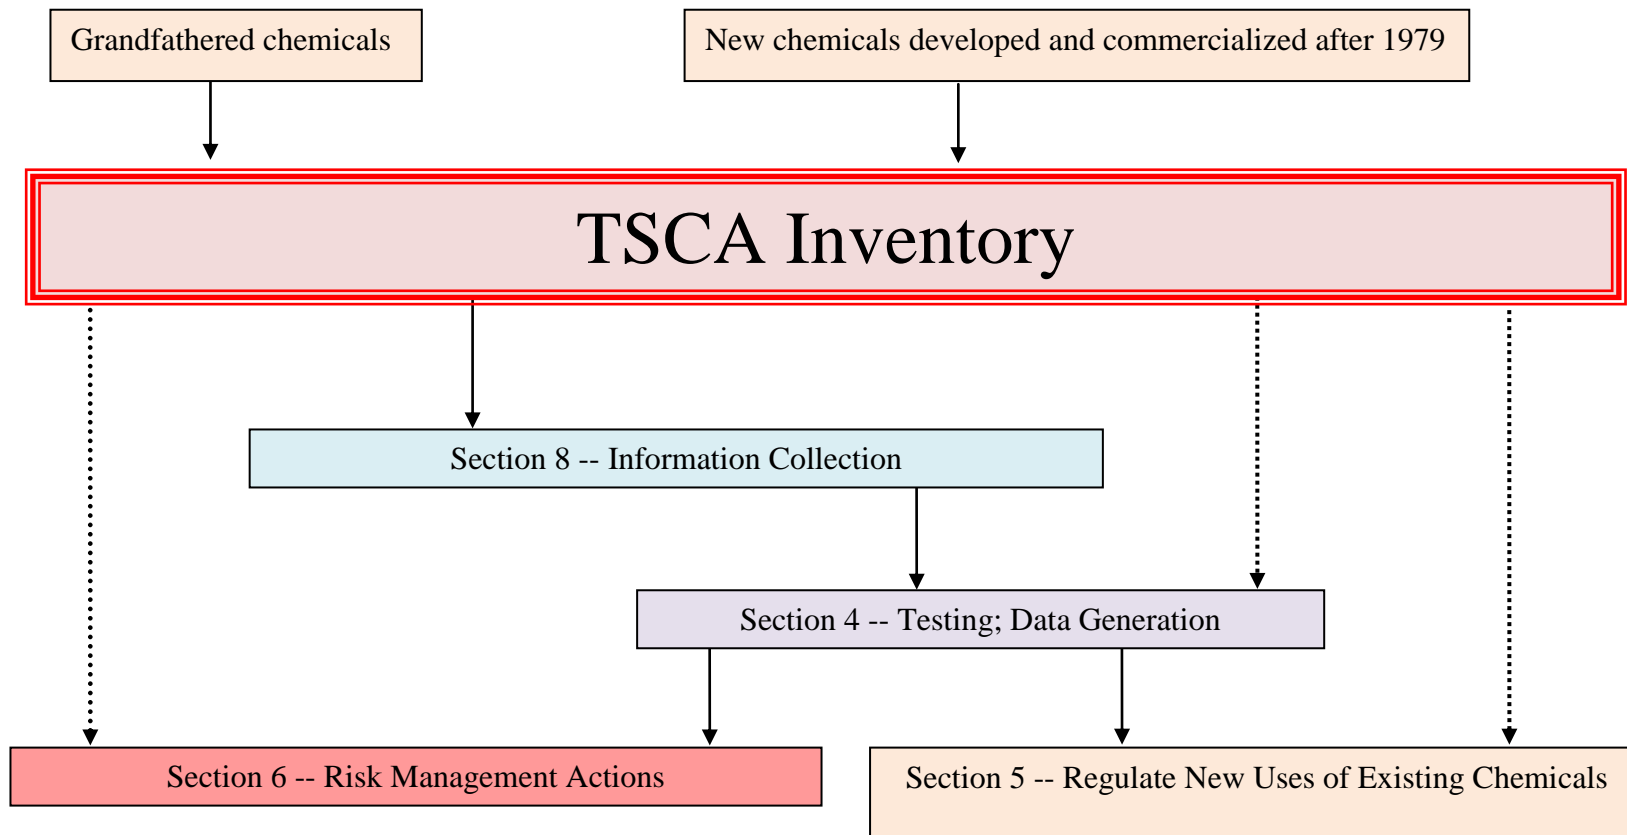 Grandfathered chemicals
New chemicals developed and commercialized after 1979
TSCA Inventory
Section 8 -- Information Collection
Section 4 -- Testing; Data Generation
Section 6 -- Risk Management Actions
Section 5 -- Regulate New Uses of Existing Chemicals